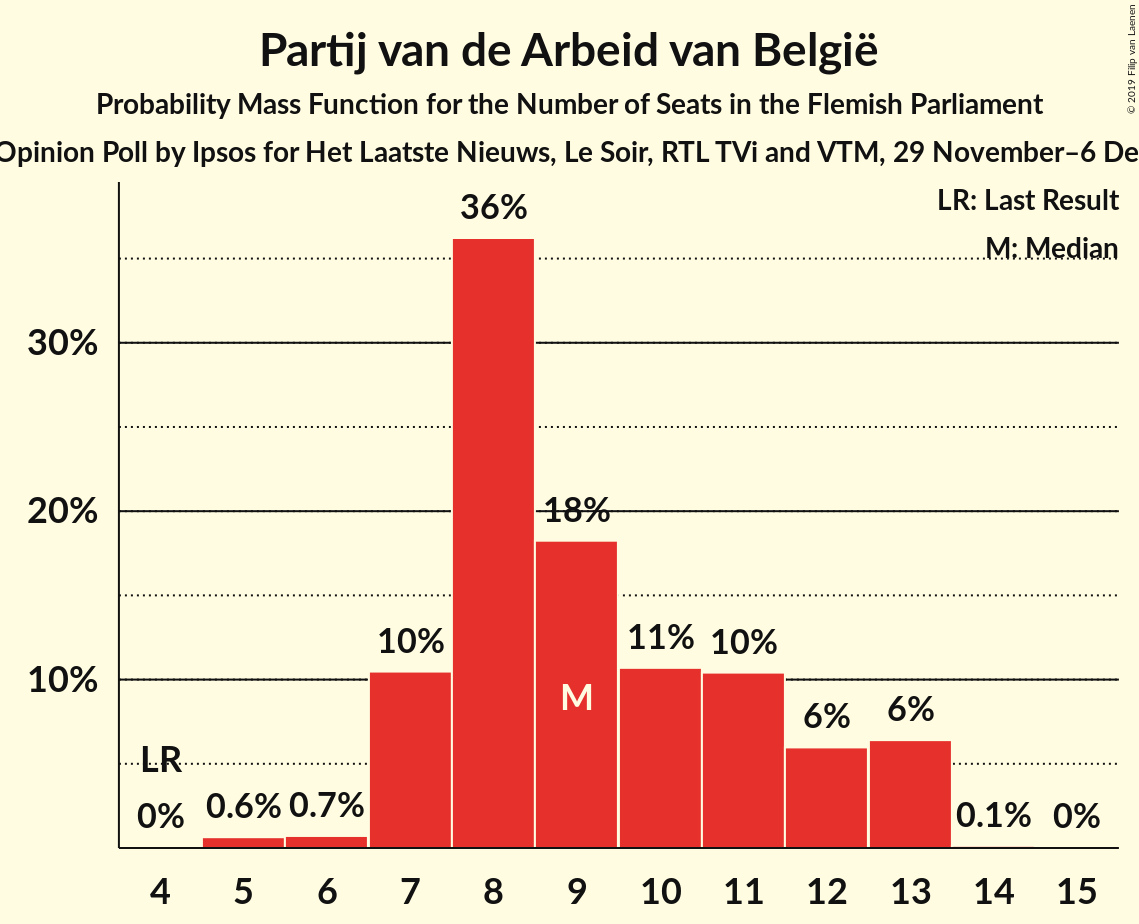 Partij van de Arbeid van België
Probability Mass Function for the Number of Seats in the Flemish Parliament
Opinion Poll by Ipsos for Het Laatste Nieuws, Le Soir, RTL TVi and VTM, 29 November–6 De
© 2019 Filip van Laenen
LR: Last Result
M: Median
36%
30%
20%
18%
10%
10%
11%
10%
M
6%
6%
LR
0%
0.6%
0.7%
0.1%
0%
4 5 6 7 8 9 10 11 12 13 14 15